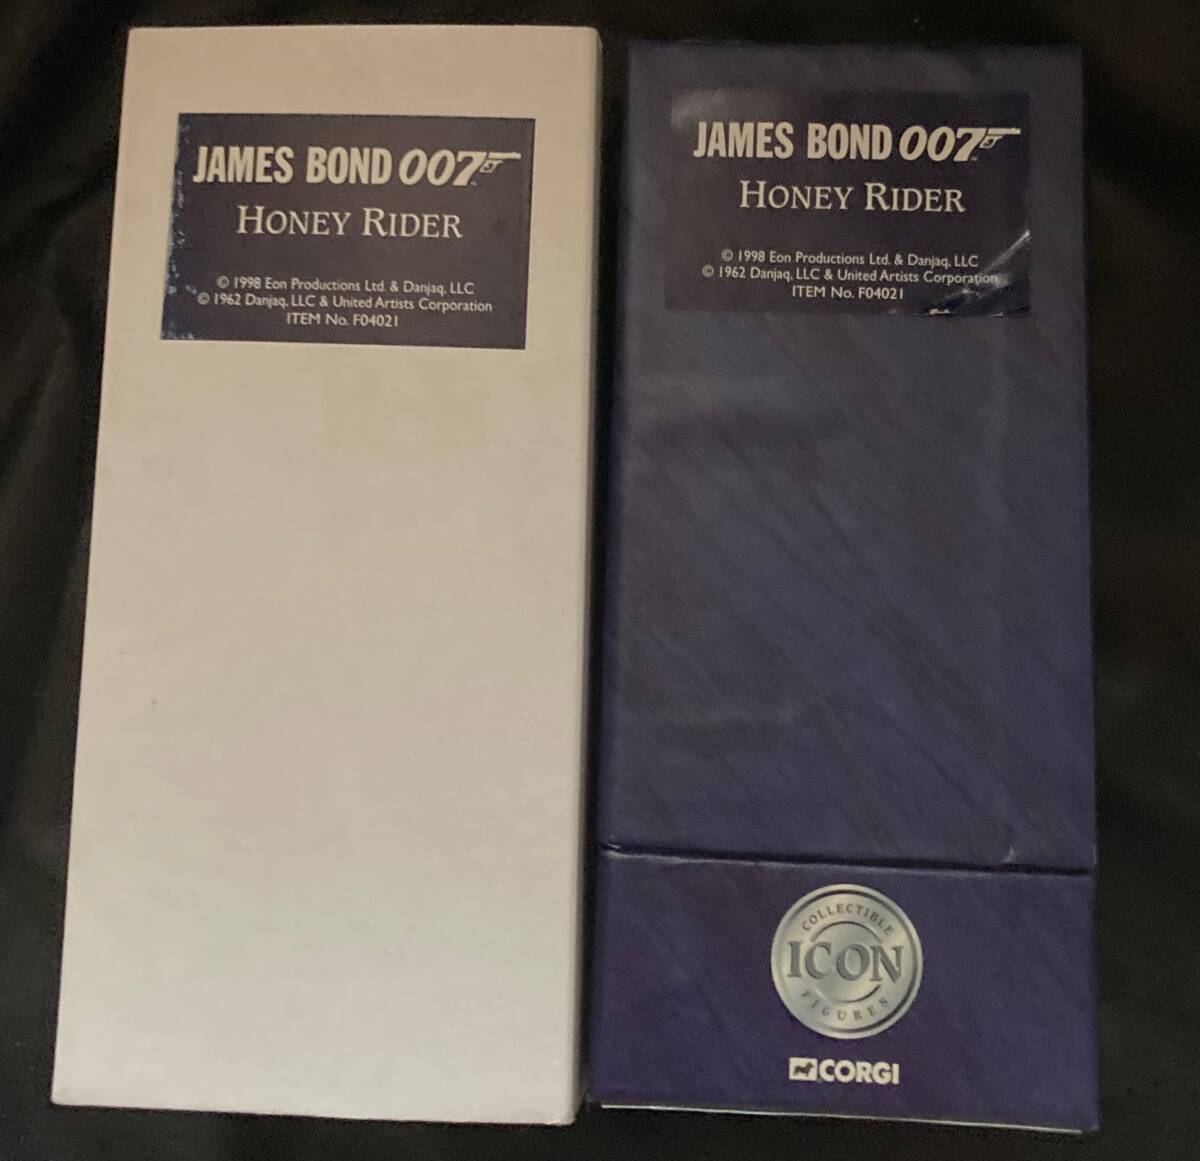 JAMES BOND 007
HONEY RIDER
© 1998 Eon Productions Ltd. & Danjaq, LLC
© 1962 Danjaq, LLC & United Artists Corporation
ITEM No. F04021
JAMES BOND 007
HONEY RIDER
© 1998 Eon Productions Ltd. & Danjaq, LLC
© 1962 Danjaq, LLC & United Artists Corporation
ITEM No. F04021
COLLECTIBLE
ICON
FIGURES
CORGI